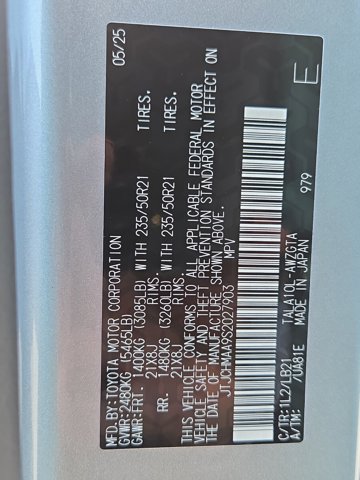 MFD.BY:TOYOTA MOTOR CORPORATION 05/25
GVWR:2480KG (5465LB)
GAWR:FRT. 1400KG (3085LB) WITH 235/50R21 TIRES.
21X8J RIMS.
RR. 1480KG (3260LB) WITH 235/50R21 TIRES.
21X8J RIMS.
THIS VEHICLE CONFORMS TO ALL APPLICABLE FEDERAL MOTOR
VEHICLE SAFETY AND THEFT PREVENTION STANDARDS IN EFFECT ON
THE DATE OF MANUFACTURE SHOWN ABOVE.
JTJCHMAA9S2027903 MPV E
C/TR:1L2/LB21 TALA10L-AWZGTA 979
A/TM: /UA81E MADE IN JAPAN